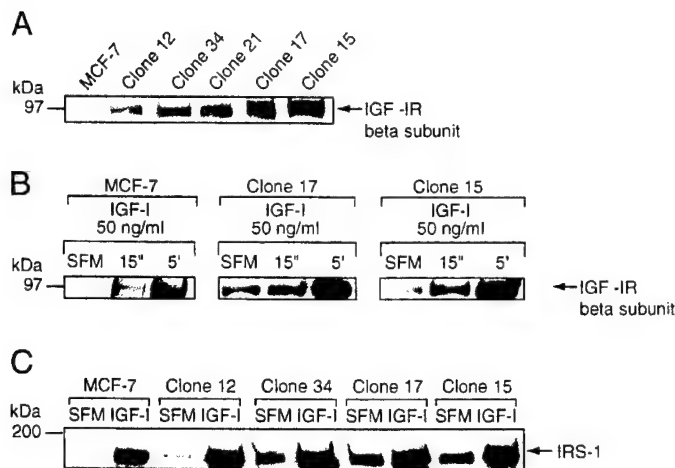 A
MCF-7 Clone 12 Clone 34 Clone 21 Clone 17 Clone 15
kDa
97
IGF -IR
beta subunit
B
MCF-7 Clone 17 Clone 15
IGF-I IGF-I IGF-I
50 ng/ml 50 ng/ml 50 ng/ml
SFM 15" 5' SFM 15" 5' SFM 15" 5'
kDa
97
IGF -IR
beta subunit
C
MCF-7 Clone 12 Clone 34 Clone 17 Clone 15
kDa SFM IGF-I SFM IGF-I SFM IGF-I SFM IGF-I SFM IGF-I
200
IRS-1